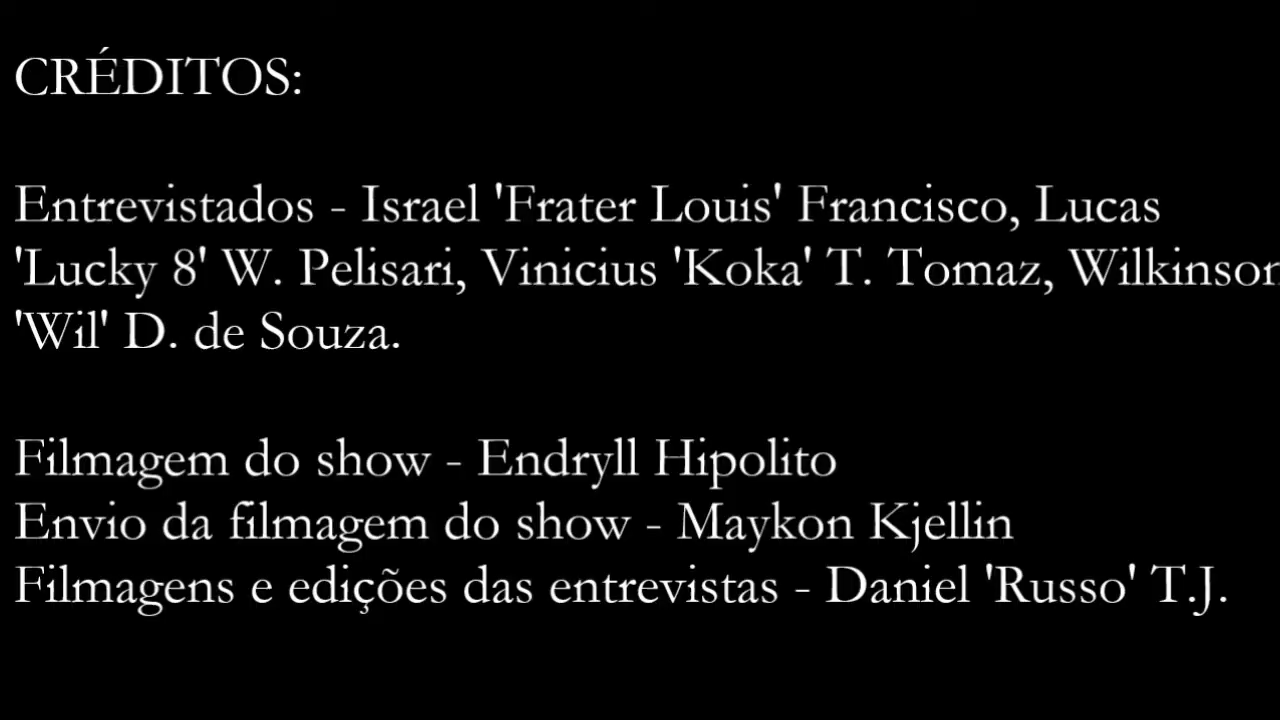 CRÉDITOS:
Entrevistados - Israel 'Frater Louis' Francisco, Lucas
'Lucky 8' W. Pelisari, Vinicius 'Koka' T. Tomaz, Wilkinson
'Wil' D. de Souza.
Filmagem do show - Endryll Hipolito
Envio da filmagem do show - Maykon Kjellin
Filmagens e edições das entrevistas - Daniel 'Russo' T.J.